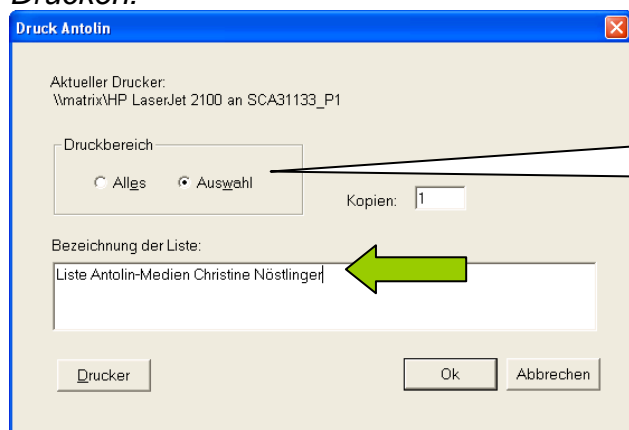 Drucken:
Druck Antolin
Aktueller Drucker:
\\matrix\HP LaserJet 2100 an SCA31133_P1
Druckbereich
Alles Auswahl
Kopien: 1
Bezeichnung der Liste:
Liste Antolin-Medien Christine Nöstlinger
Drucker Ok Abbrechen